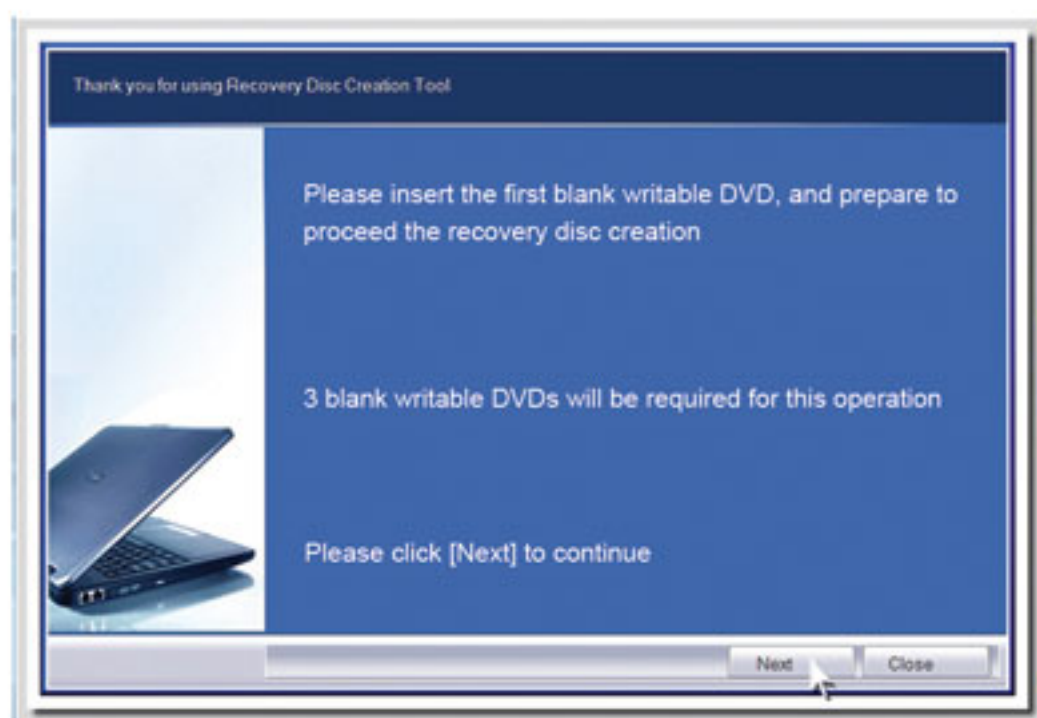 Thank you for using Recovery Disc Creation Tool
Please insert the first blank writable DVD, and prepare to
proceed the recovery disc creation
3 blank writable DVDs will be required for this operation
Please click [Next] to continue
Next
Close